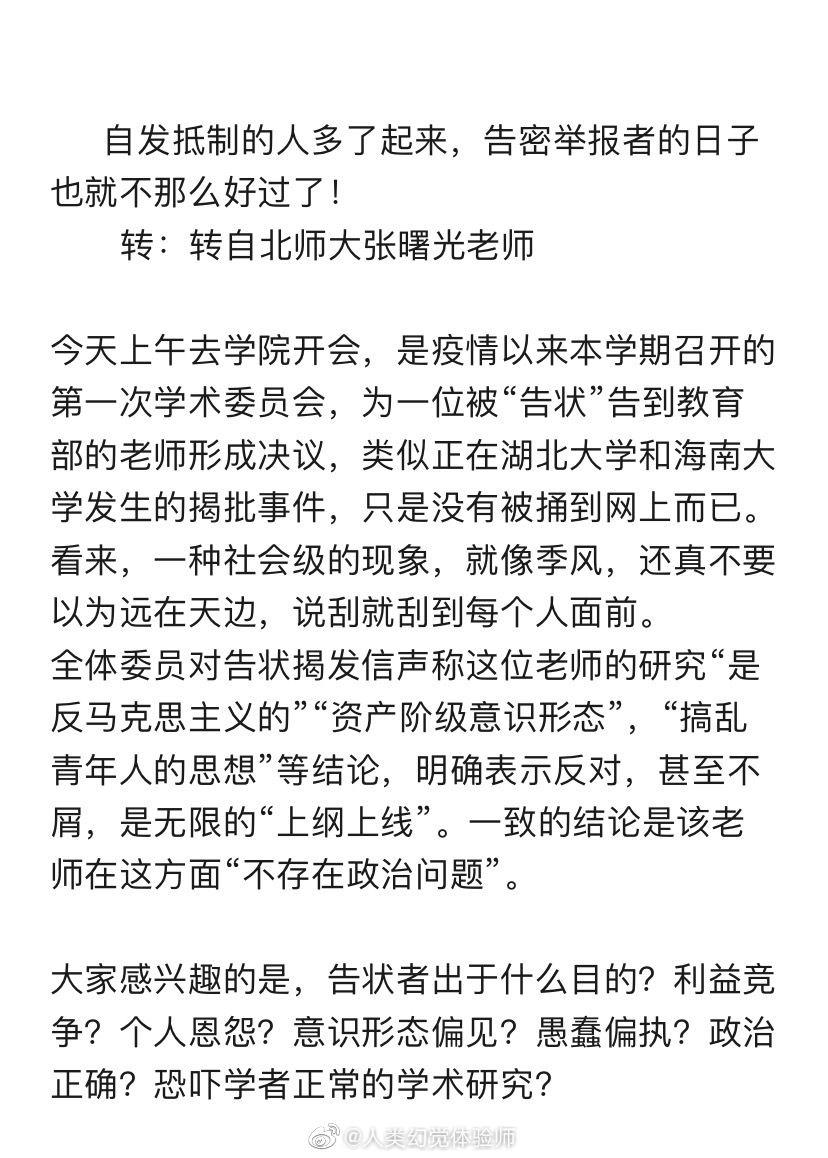 自发抵制的人多了起来，告密举报者的日子
也就不那么好过了！
转：转自北师大张曙光老师
今天上午去学院开会，是疫情以来本学期召开的
第一次学术委员会，为一位被“告状”告到教育
部的老师形成决议，类似正在湖北大学和海南大
学发生的揭批事件，只是没有被捅到网上而已。
看来，一种社会级的现象，就像季风，还真不要
以为远在天边，说刮就刮到每个人面前。
全体委员对告状揭发信声称这位老师的研究“是
反马克思主义的”“资产阶级意识形态”，“搞乱
青年人的思想”等结论，明确表示反对，甚至不
屑，是无限的“上纲上线”。一致的结论是该老
师在这方面“不存在政治问题”。
大家感兴趣的是，告状者出于什么目的？利益竞
争？个人恩怨？意识形态偏见？愚蠢偏执？政治
正确？恐吓学者正常的学术研究？
@人类幻觉体验师